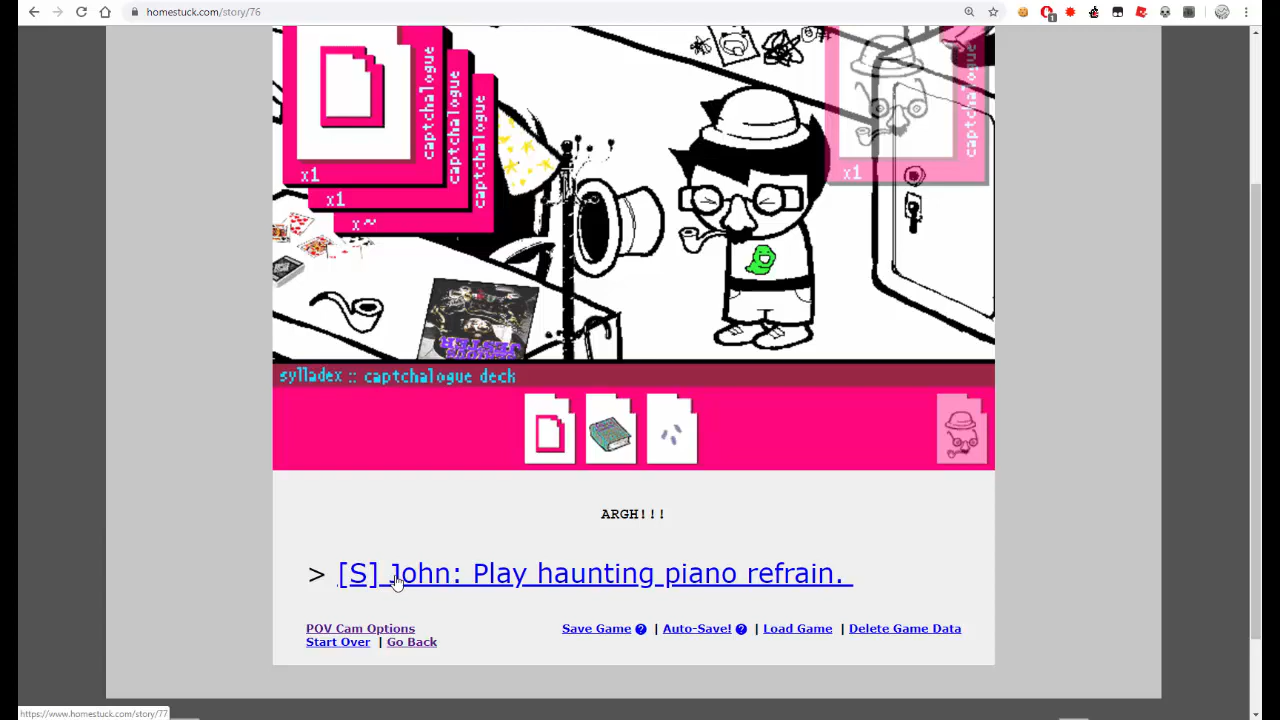 homestuck.com/story/76
1
captchalogue
captchalogue
captchalogue
captchalogue
x1
x1
x1
x~
sylladex :: captchalogue deck
ARGH!!!
> [S] John: Play haunting piano refrain.
POV Cam Options
Save Game ? | Auto-Save! ? | Load Game | Delete Game Data
Start Over | Go Back
https://www.homestuck.com/story/77